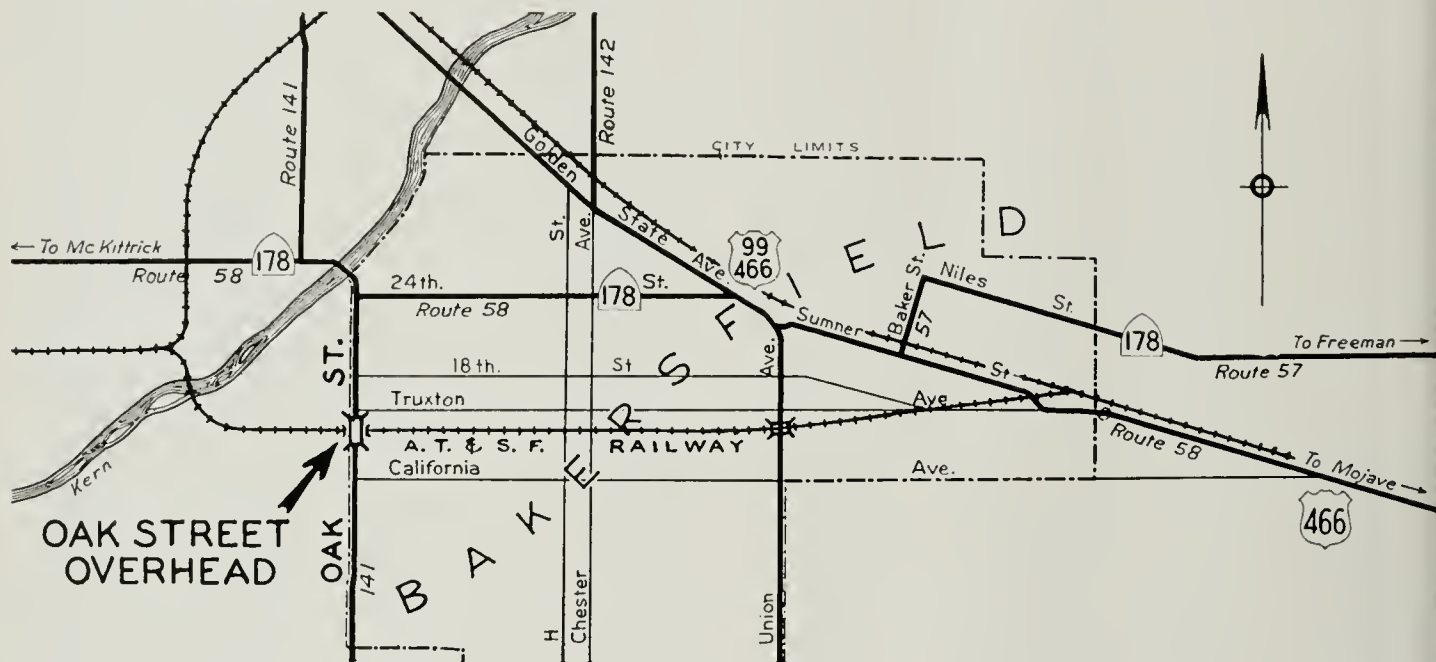 Route 141
Route 142
Golden
State
Ave.
CITY LIMITS
St.
Ave.
← To McKittrick
Route 58
178
24th. St.
Route 58
178
99
466
Sumner
St
Baker St.
57
Niles St.
178
To Freeman →
Route 57
18th. St
Ave.
Truxton Ave
A.T. & S. F. RAILWAY
California Ave.
Route 58
To Mojave →
466
Kern
OAK STREET
OVERHEAD
OAK ST.
141
H
Chester
Union
BAKERSFIELD